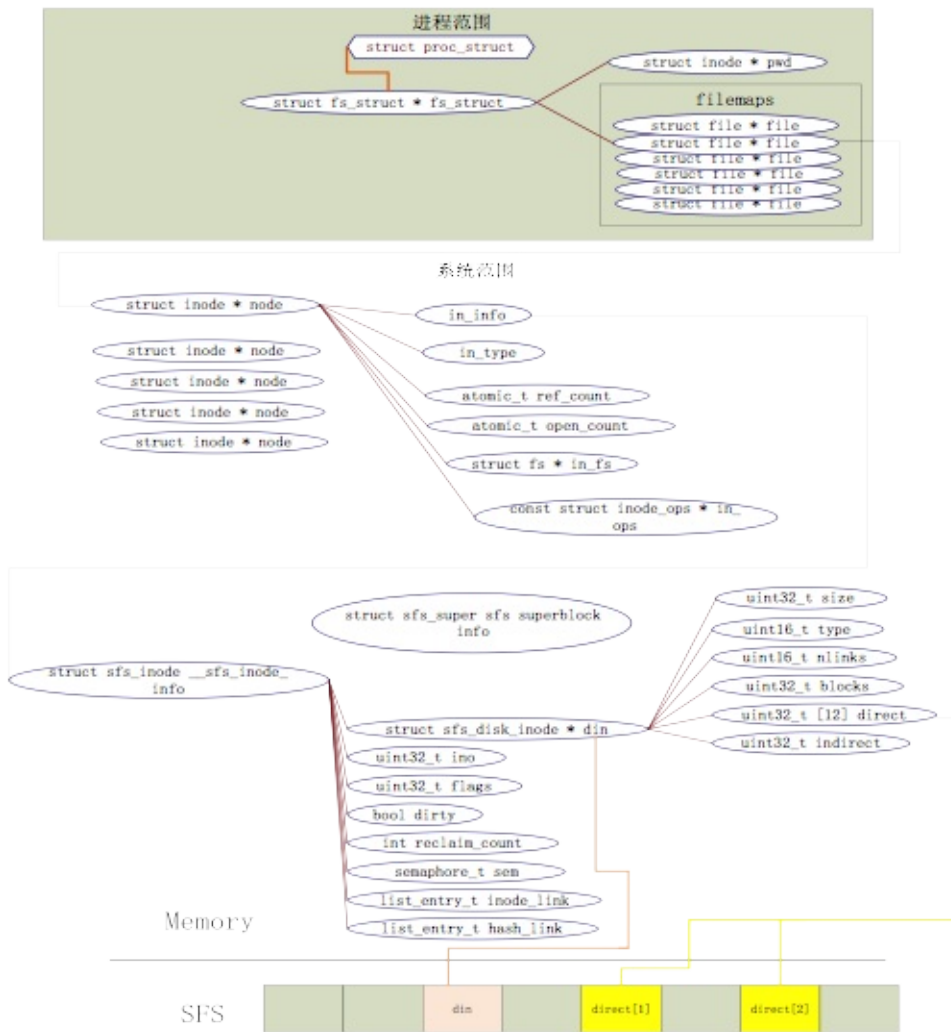 进程范围
struct proc_struct
struct inode * pwd
struct fs_struct * fs_struct
filemaps
struct file * file
struct file * file
struct file * file
struct file * file
struct file * file
struct file * file
系统范围
struct inode * node
in_info
struct inode * node
in_type
struct inode * node
atomic_t ref_count
struct inode * node
atomic_t open_count
struct inode * node
struct fs * in_fs
const struct inode_ops * in_
ops
uint32_t size
struct sfs_super sfs superblock
info
uint16_t type
uint16_t nlinks
struct sfs_inode __sfs_inode_
info
uint32_t blocks
uint32_t [12] direct
struct sfs_disk_inode * din
uint32_t indirect
uint32_t ino
uint32_t flags
bool dirty
int reclaim_count
semaphore_t sem
list_entry_t inode_link
Memory
list_entry_t hash_link
SFS
din
direct[1]
direct[2]